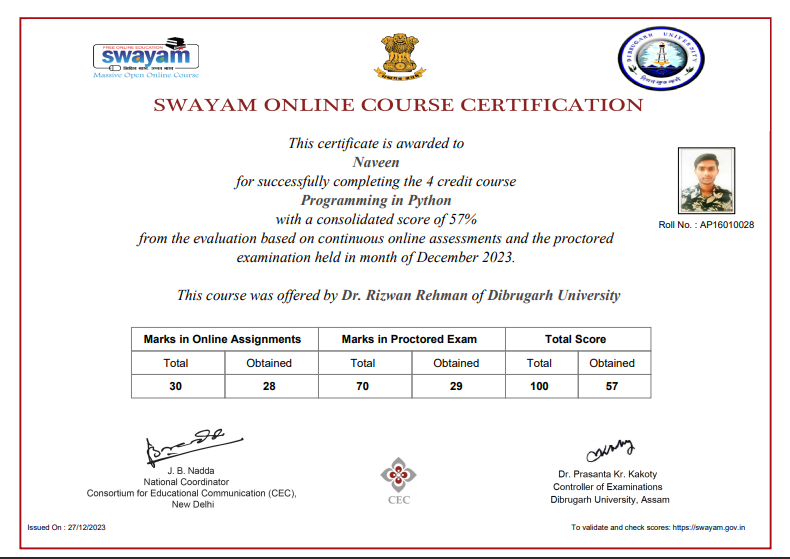 FREE ONLINE EDUCATION
swayam
शिक्षित भारत, उन्नत भारत
Massive Open Online Course
सत्यमेव जयते
DIBRUGARH UNIVERSITY
SWAYAM ONLINE COURSE CERTIFICATION
This certificate is awarded to
Naveen
for successfully completing the 4 credit course
Programming in Python
with a consolidated score of 57%
from the evaluation based on continuous online assessments and the proctored
examination held in month of December 2023.
Roll No. : AP16010028
This course was offered by Dr. Rizwan Rehman of Dibrugarh University
Marks in Online Assignments Marks in Proctored Exam Total Score
Total Obtained Total Obtained Total Obtained
30 28 70 29 100 57
J. B. Nadda
National Coordinator
Consortium for Educational Communication (CEC),
New Delhi
CEC
Dr. Prasanta Kr. Kakoty
Controller of Examinations
Dibrugarh University, Assam
Issued On : 27/12/2023
To validate and check scores: https://swayam.gov.in